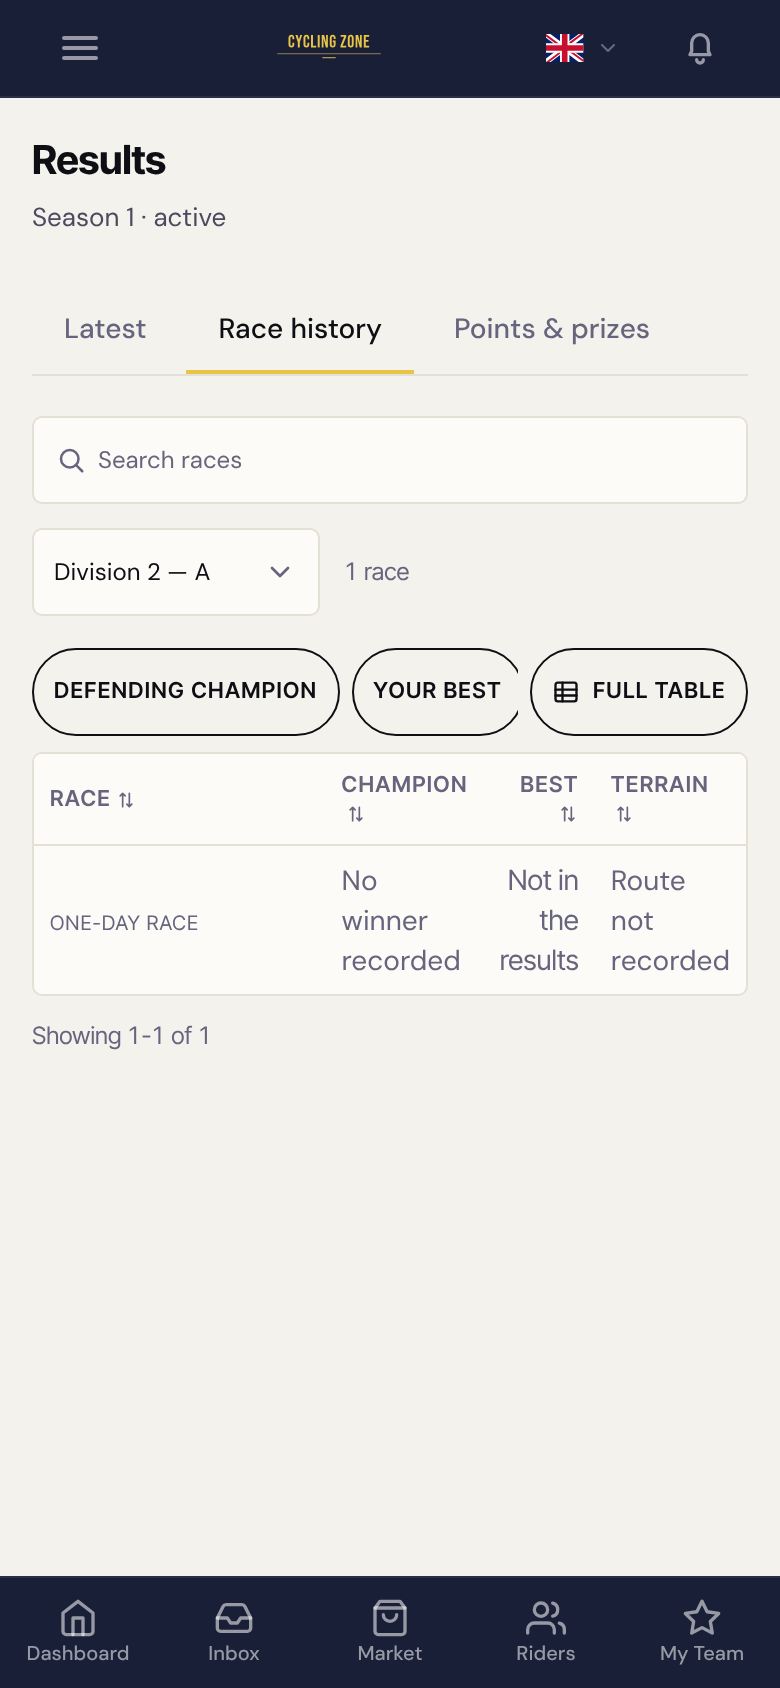 CYCLING ZONE
Results
Season 1 · active
Latest
Race history
Points & prizes
Search races
Division 2 — A
1 race
DEFENDING CHAMPION
YOUR BEST
FULL TABLE
RACE
CHAMPION
BEST
TERRAIN
ONE-DAY RACE
No
winner
recorded
Not in
the
results
Route
not
recorded
Showing 1-1 of 1
Dashboard
Inbox
Market
Riders
My Team